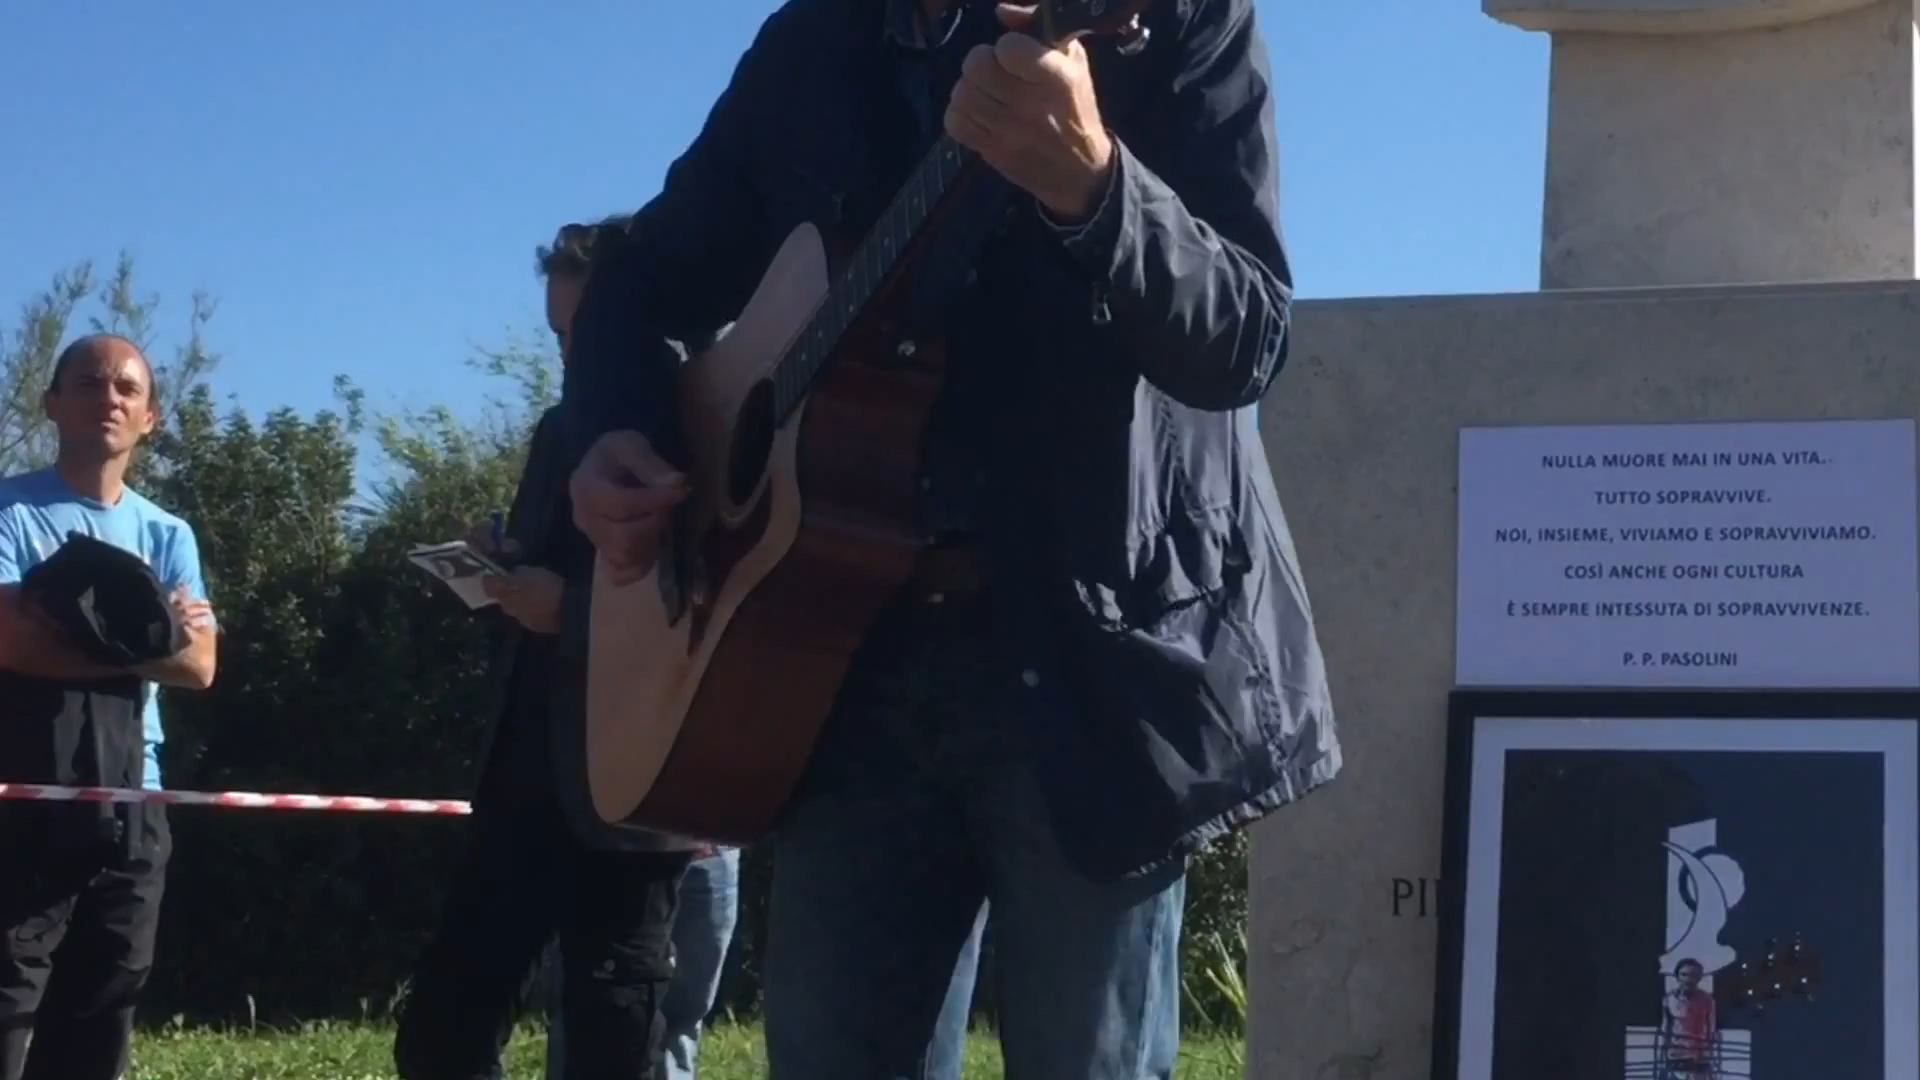 NULLA MUORE MAI IN UNA VITA..
TUTTO SOPRAVVIVE.
NOI, INSIEME, VIVIAMO E SOPRAVVIVIAMO.
COSÌ ANCHE OGNI CULTURA
È SEMPRE INTESSUTA DI SOPRAVVIVENZE.
P. P. PASOLINI
PI